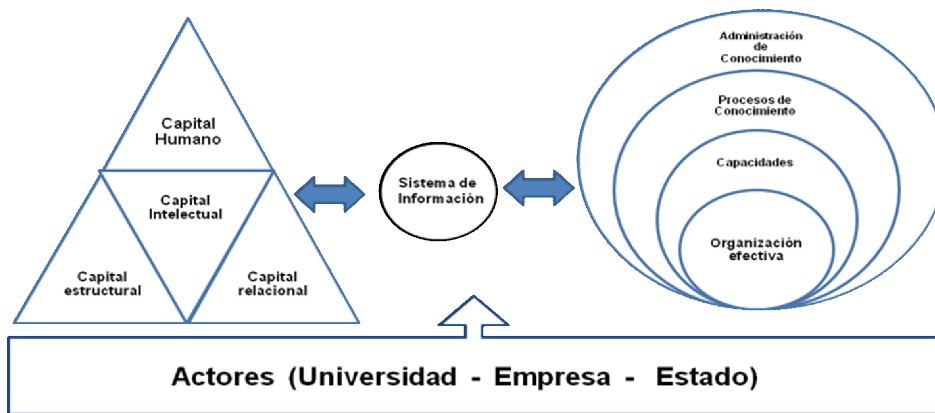 Capital
Humano
Capital
Intelectual
Capital
estructural
Capital
relacional
Sistema de
Información
Administración
de
Conocimiento
Procesos de
Conocimiento
Capacidades
Organización
efectiva
Actores (Universidad - Empresa - Estado)